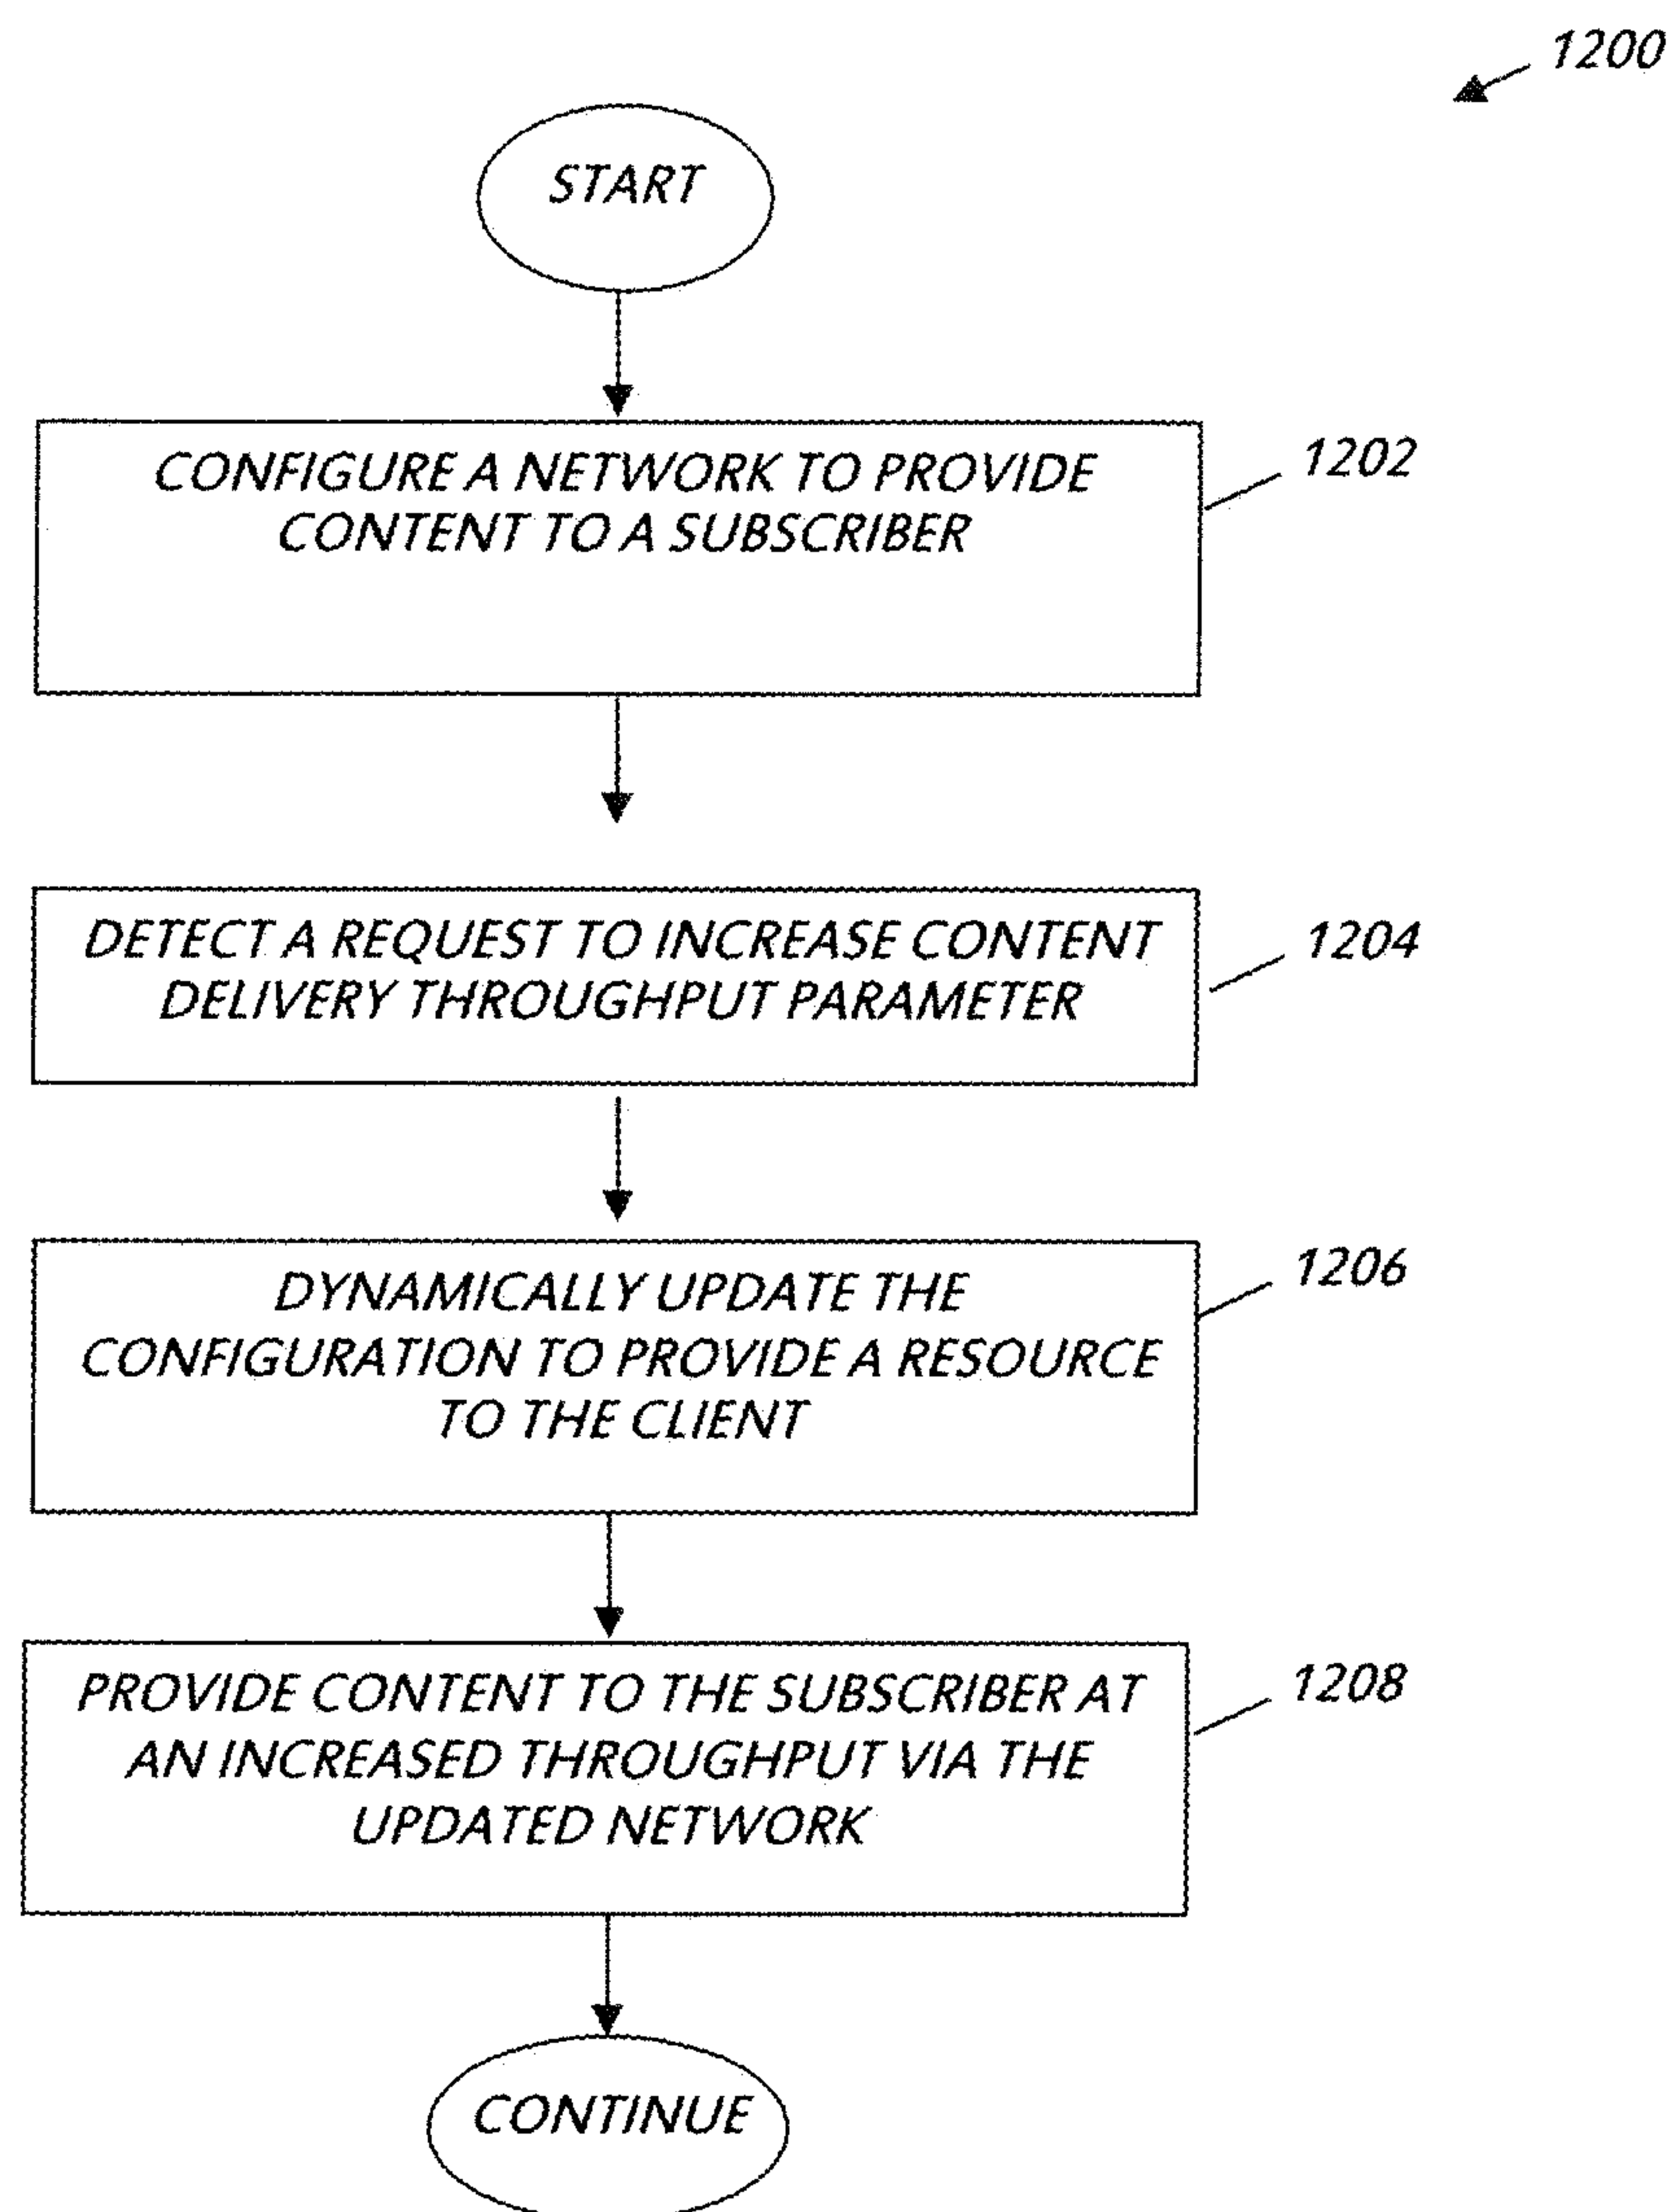 1200
START
CONFIGURE A NETWORK TO PROVIDE
CONTENT TO A SUBSCRIBER
1202
DETECT A REQUEST TO INCREASE CONTENT
DELIVERY THROUGHPUT PARAMETER
1204
DYNAMICALLY UPDATE THE
CONFIGURATION TO PROVIDE A RESOURCE
TO THE CLIENT
1206
PROVIDE CONTENT TO THE SUBSCRIBER AT
AN INCREASED THROUGHPUT VIA THE
UPDATED NETWORK
1208
CONTINUE